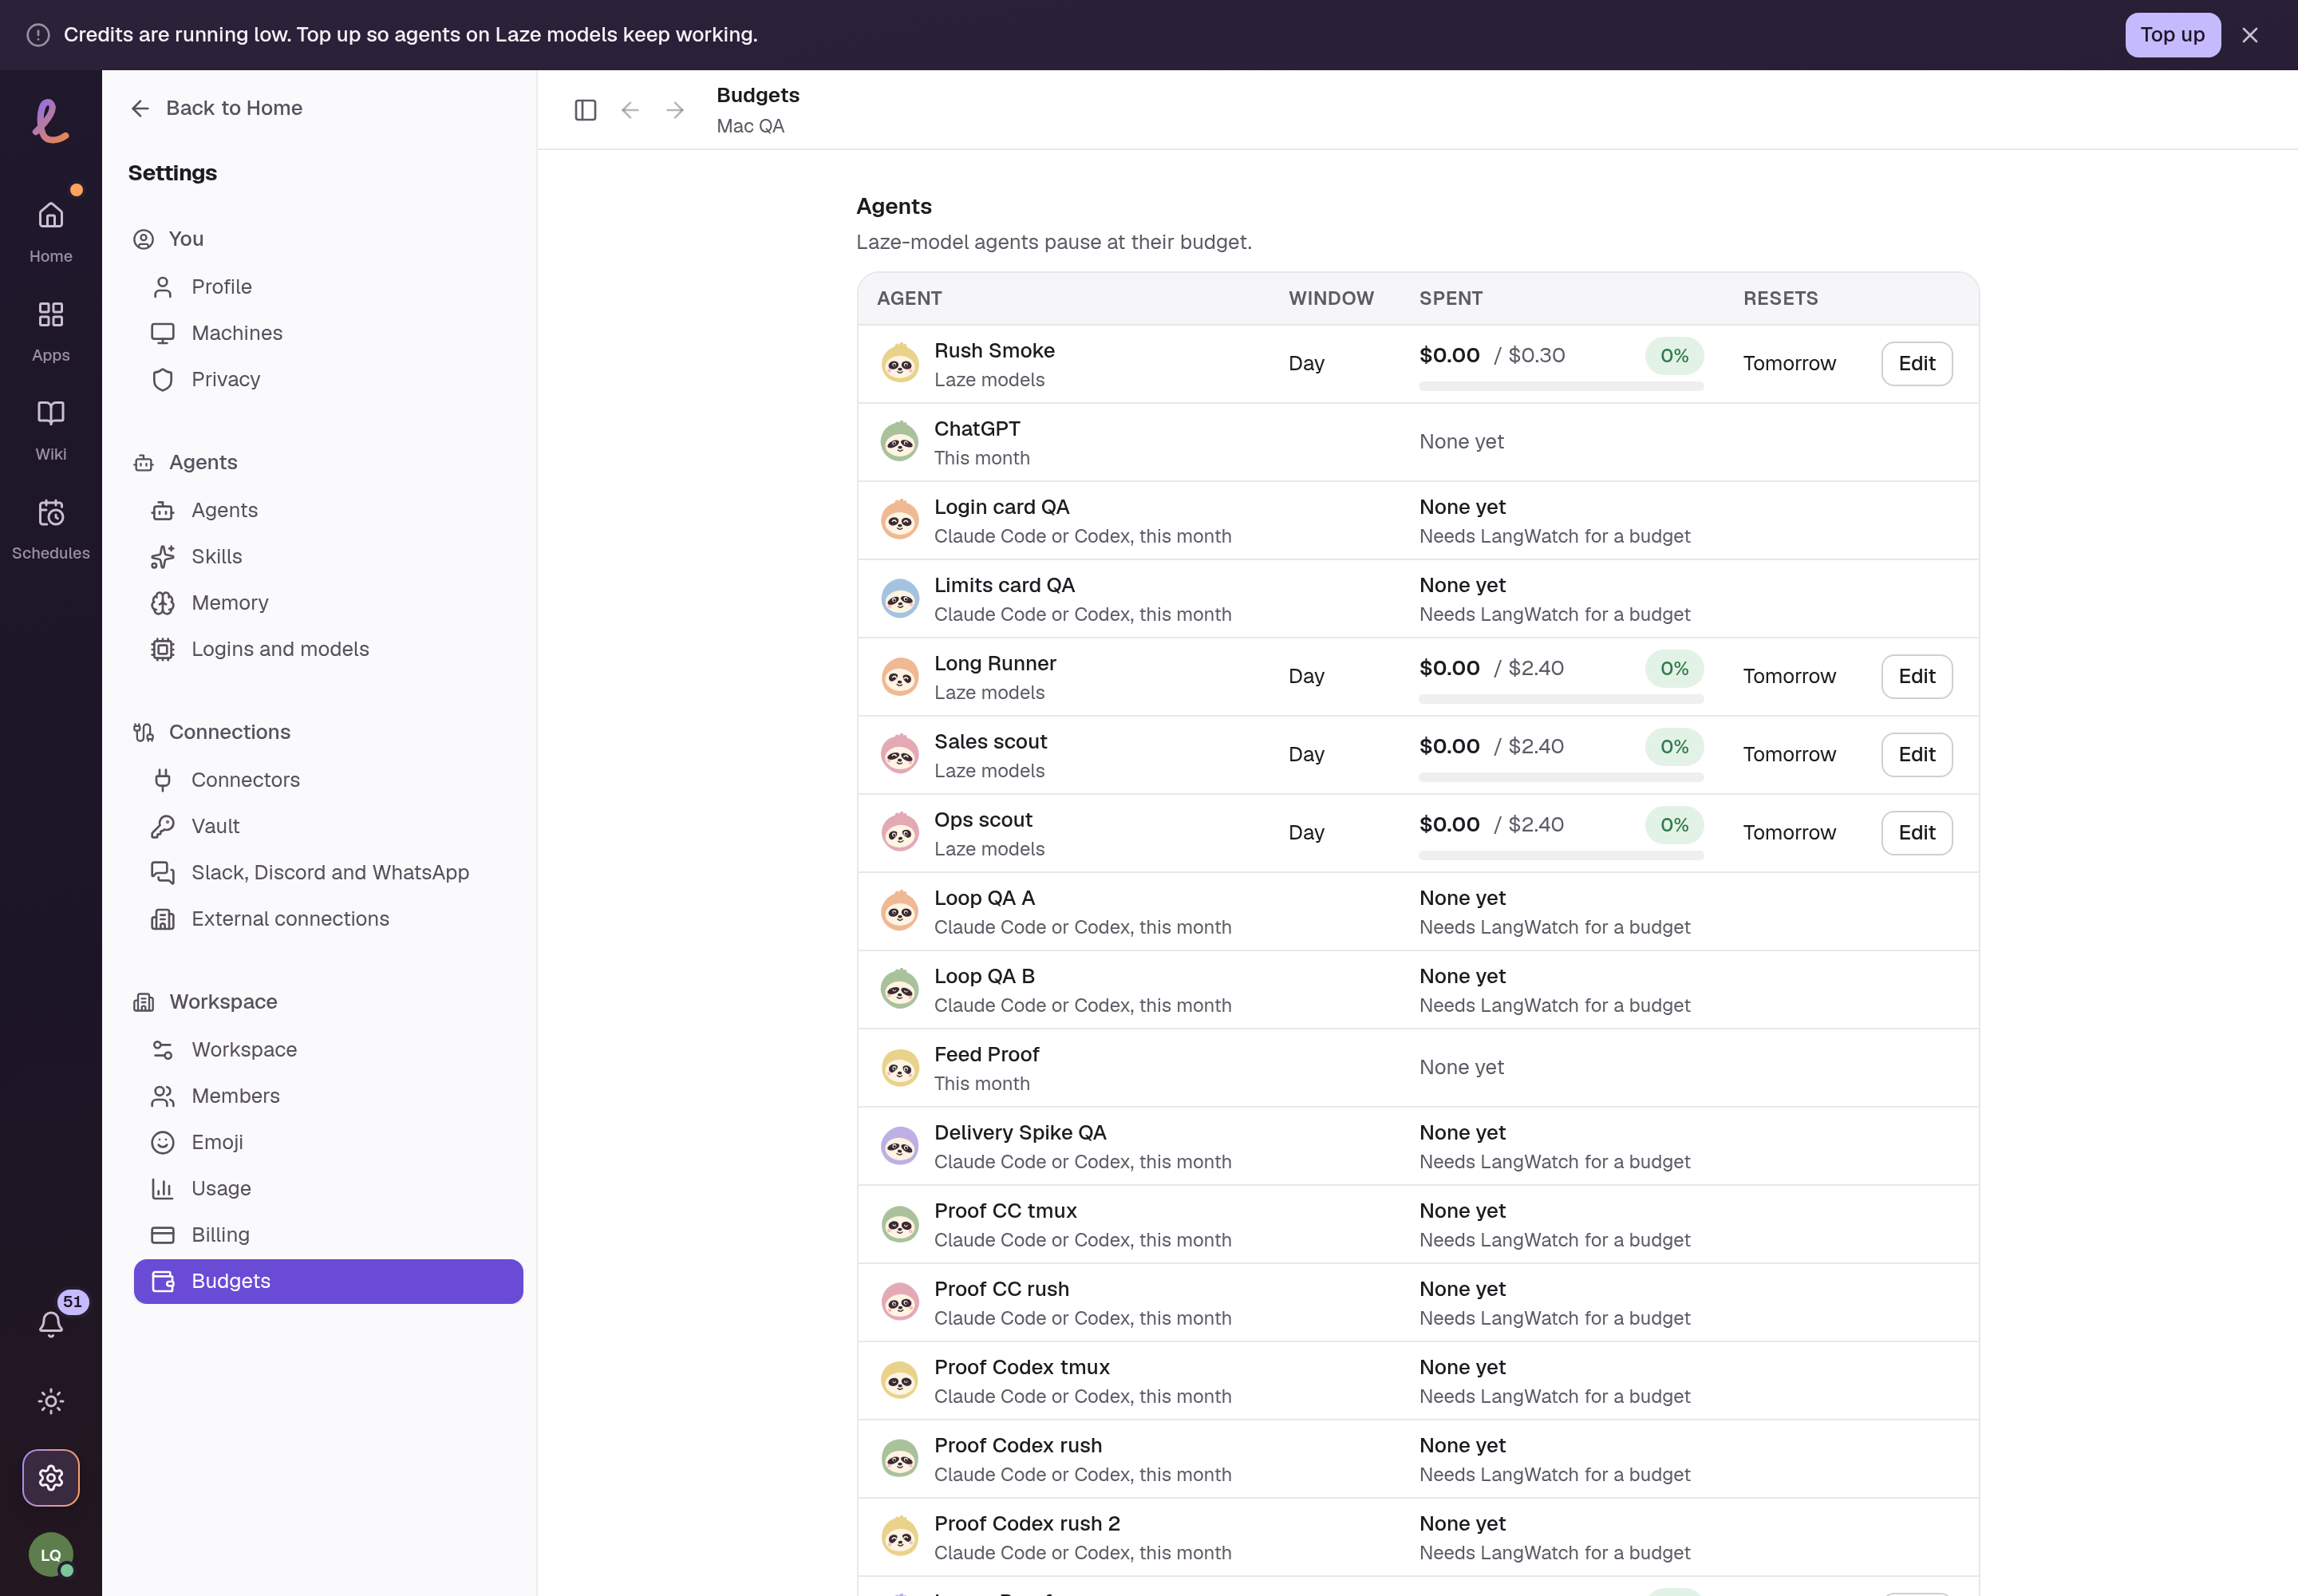 Credits are running low. Top up so agents on Laze models keep working.
Top up
Back to Home
Settings
You
Profile
Machines
Privacy
Agents
Agents
Skills
Memory
Logins and models
Connections
Connectors
Vault
Slack, Discord and WhatsApp
External connections
Workspace
Workspace
Members
Emoji
Usage
Billing
Budgets
Home
Apps
Wiki
Schedules
51
LQ
Budgets
Mac QA
Agents
Laze-model agents pause at their budget.
AGENT WINDOW SPENT RESETS
Rush Smoke
Laze models
Day
$0.00 / $0.30 0%
Tomorrow
Edit
ChatGPT
This month
None yet
Login card QA
Claude Code or Codex, this month
None yet
Needs LangWatch for a budget
Limits card QA
Claude Code or Codex, this month
None yet
Needs LangWatch for a budget
Long Runner
Laze models
Day
$0.00 / $2.40 0%
Tomorrow
Edit
Sales scout
Laze models
Day
$0.00 / $2.40 0%
Tomorrow
Edit
Ops scout
Laze models
Day
$0.00 / $2.40 0%
Tomorrow
Edit
Loop QA A
Claude Code or Codex, this month
None yet
Needs LangWatch for a budget
Loop QA B
Claude Code or Codex, this month
None yet
Needs LangWatch for a budget
Feed Proof
This month
None yet
Delivery Spike QA
Claude Code or Codex, this month
None yet
Needs LangWatch for a budget
Proof CC tmux
Claude Code or Codex, this month
None yet
Needs LangWatch for a budget
Proof CC rush
Claude Code or Codex, this month
None yet
Needs LangWatch for a budget
Proof Codex tmux
Claude Code or Codex, this month
None yet
Needs LangWatch for a budget
Proof Codex rush
Claude Code or Codex, this month
None yet
Needs LangWatch for a budget
Proof Codex rush 2
Claude Code or Codex, this month
None yet
Needs LangWatch for a budget